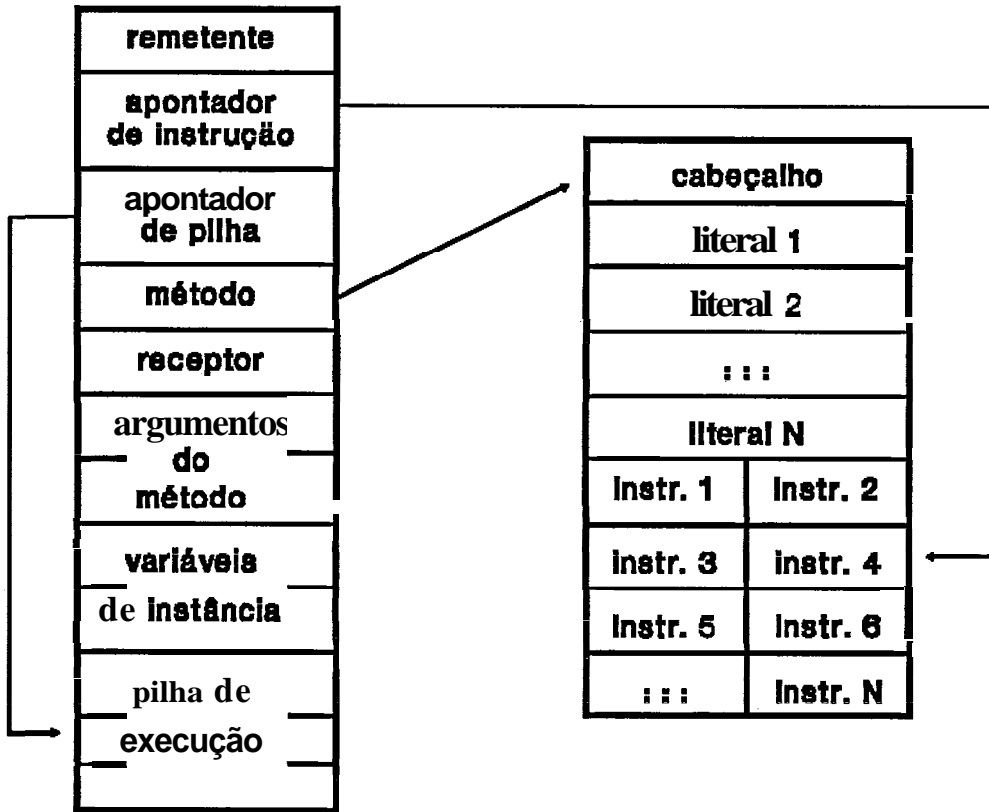 remetente
apontador
de instrução
apontador
de pilha
método
receptor
argumentos
do
método
variáveis
de instância
pilha de
execução
cabeçalho
literal 1
literal 2
: : :
literal N
instr. 1 instr. 2
instr. 3 instr. 4
instr. 5 instr. 6
: : : instr. N